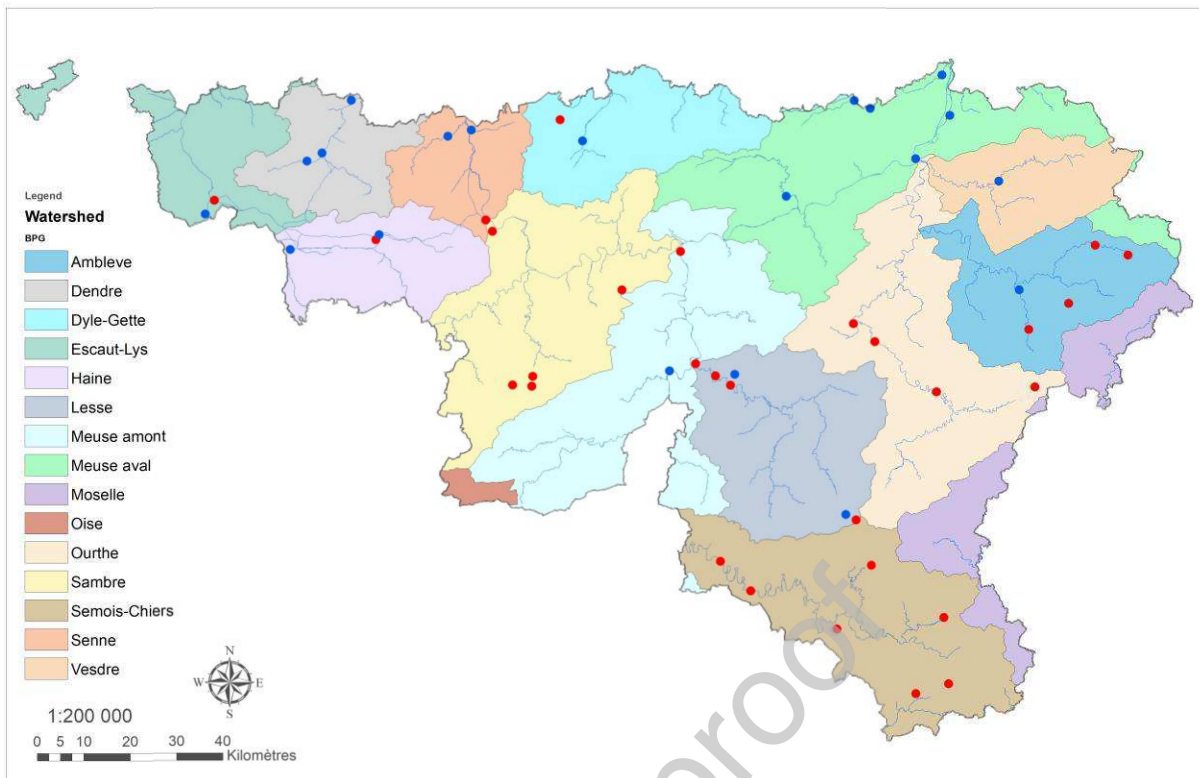 Legend
Watershed
BPG
Ambleve
Dendre
Dyle-Gette
Escaut-Lys
Haine
Lesse
Meuse amont
Meuse aval
Moselle
Oise
Ourthe
Sambre
Semois-Chiers
Senne
Vesdre
N
W E
S
1:200 000
0 5 10 20 30 40
Kilomètres
proof